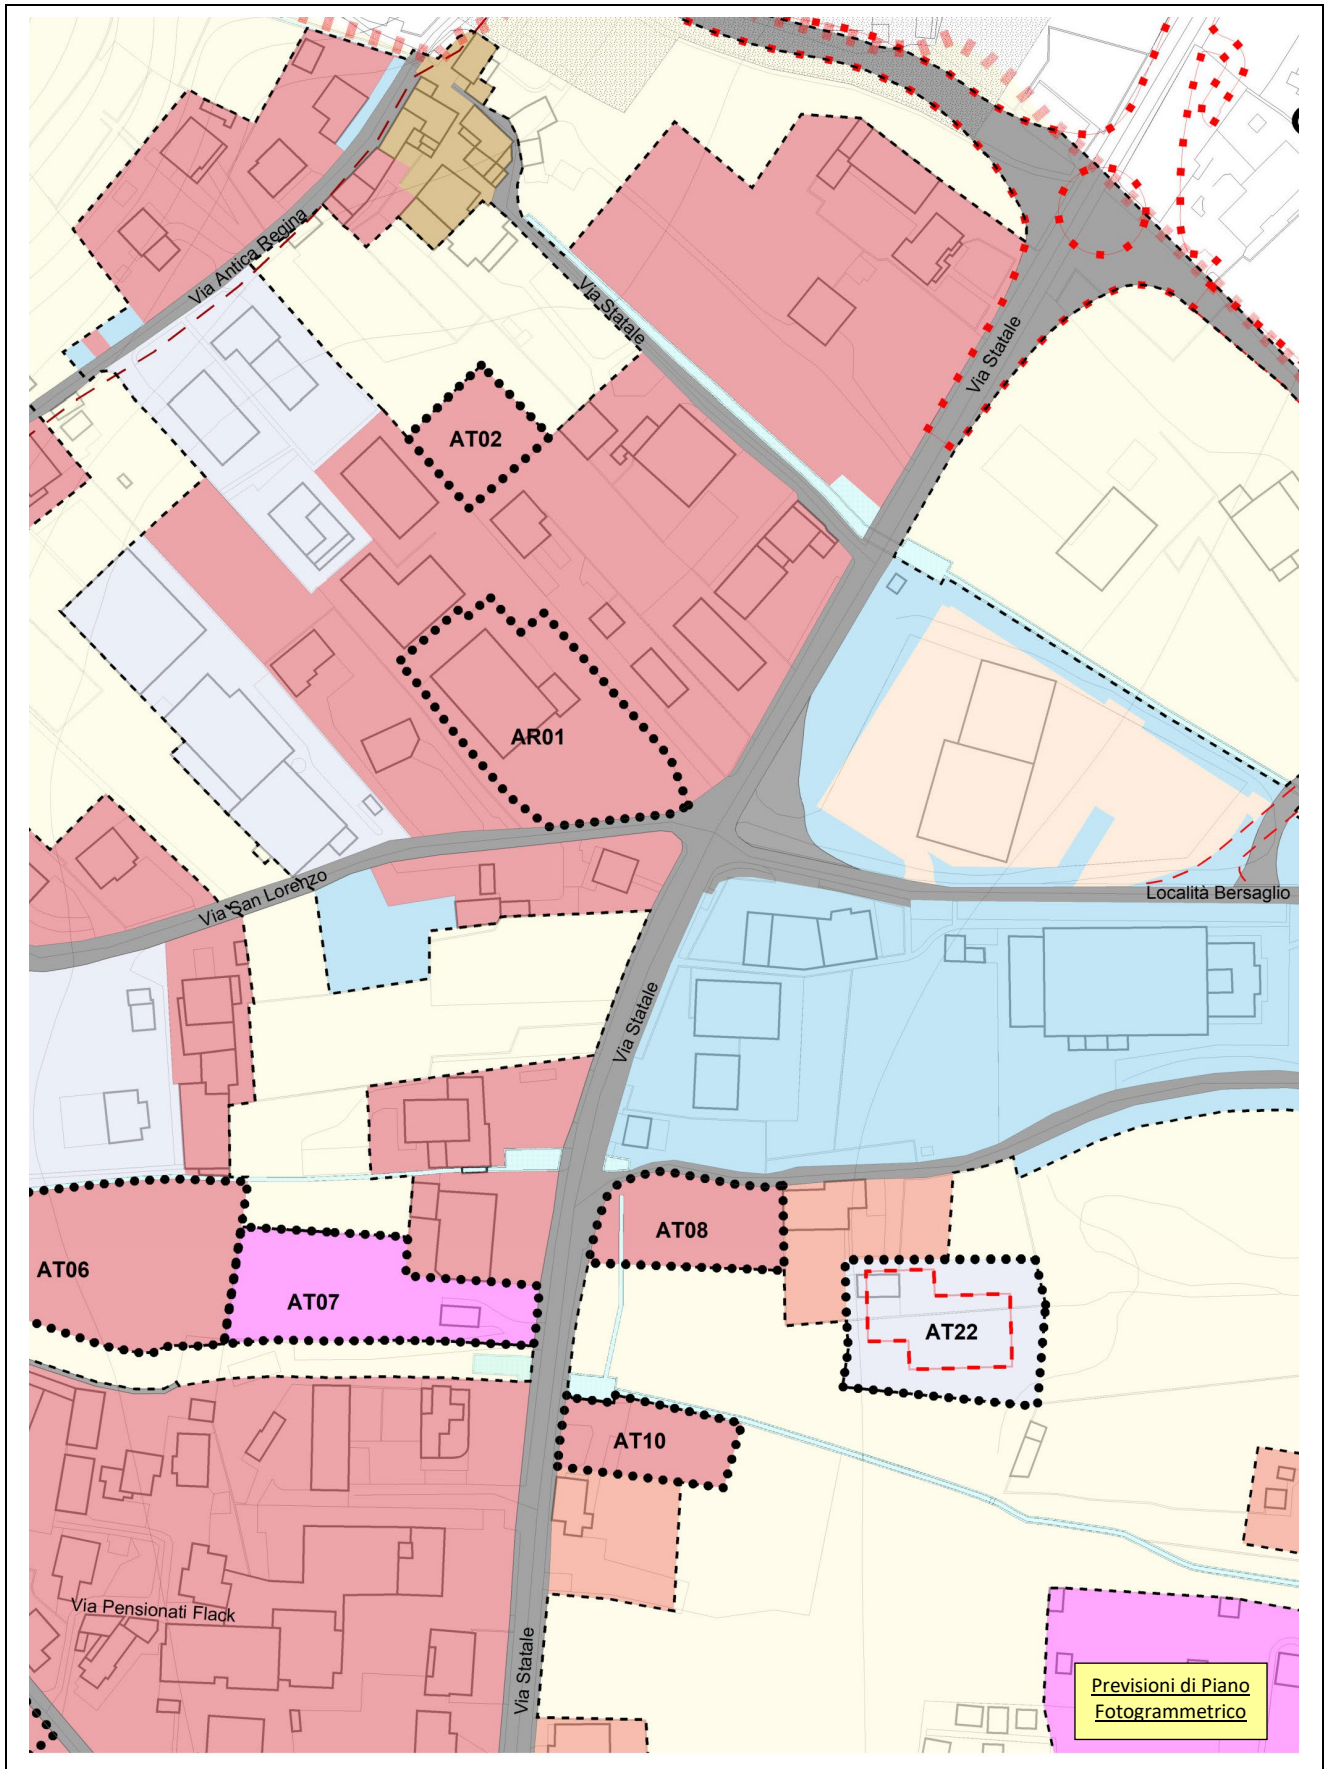 Via Antica Regina
Via Statale
Via Statale
AT02
AR01
Via San Lorenzo
Località Bersaglio
Via Statale
AT06
AT07
AT08
AT22
AT10
Via Pensionati Flack
Via Statale
Previsioni di Piano
Fotogrammetrico